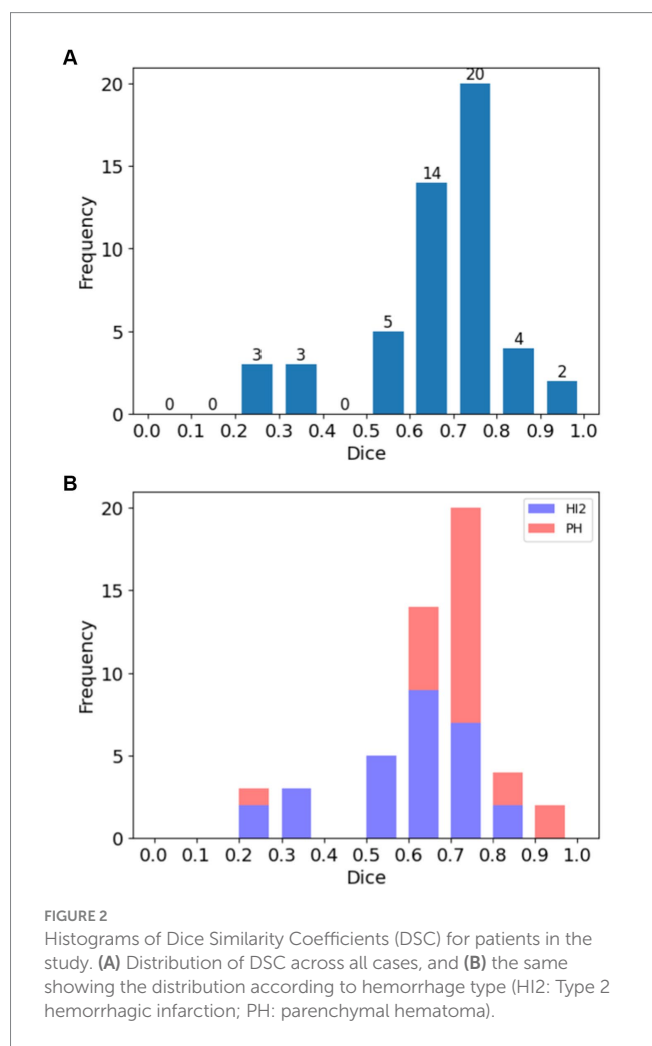 A
20
15
10
5
0
Frequency
0 0 3 3 0 5 14 20 4 2
0.0 0.1 0.2 0.3 0.4 0.5 0.6 0.7 0.8 0.9 1.0
Dice
B
20
15
10
5
0
Frequency
HI2
PH
0.0 0.1 0.2 0.3 0.4 0.5 0.6 0.7 0.8 0.9 1.0
Dice
FIGURE 2
Histograms of Dice Similarity Coefficients (DSC) for patients in the
study. (A) Distribution of DSC across all cases, and (B) the same
showing the distribution according to hemorrhage type (HI2: Type 2
hemorrhagic infarction; PH: parenchymal hematoma).